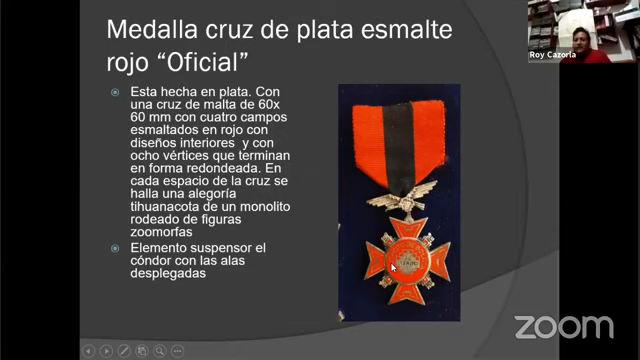 Medalla cruz de plata esmalte
rojo “Oficial”
Esta hecha en plata. Con
una cruz de malta de 60x
60 mm con cuatro campos
esmaltados en rojo con
diseños interiores y con
ocho vértices que terminan
en forma redondeada. En
cada espacio de la cruz se
halla una alegoría
tihuanacota de un monolito
rodeado de figuras
zoomorfas
Elemento suspensor el
cóndor con las alas
desplegadas
Roy Cazorla
zoom